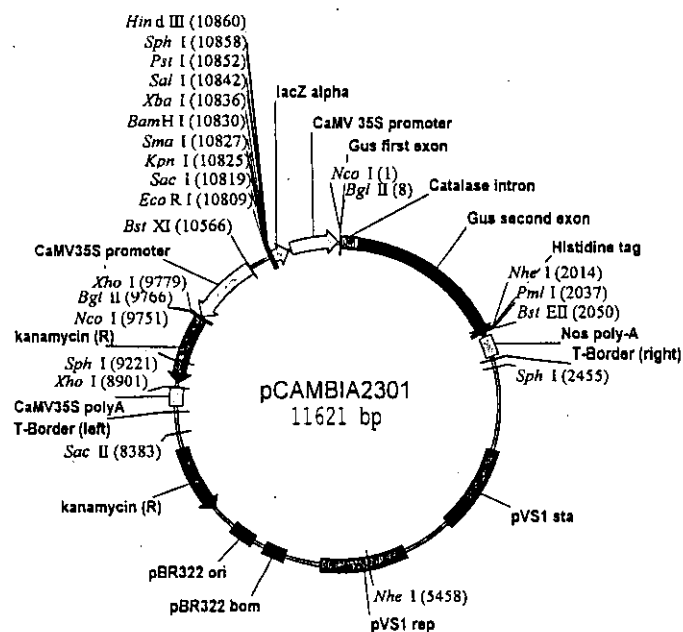 Hin d III (10860)
Sph I (10858)
Pst I (10852)
Sal I (10842)
Xba I (10836)
Bam H I (10830)
Sma I (10827)
Kpn I (10825)
Sac I (10819)
Eco R I (10809)
Bst XI (10566)
CaMV35S promoter
Xho I (9779)
Bgl II (9766)
Nco I (9751)
kanamycin (R)
Sph I (9221)
Xho I (8901)
CaMV35S polyA
T-Border (left)
Sac II (8383)
kanamycin (R)
pBR322 ori
pBR322 bom
lacZ alpha
CaMV 35S promoter
Gus first exon
Nco I (1)
Bgl II (8)
Catalase intron
Gus second exon
Histidine tag
Nhe I (2014)
Pml I (2037)
Bst EII (2050)
Nos poly-A
T-Border (right)
Sph I (2455)
pCAMBIA2301
11621 bp
pVS1 sta
Nhe I (5458)
pVS1 rep